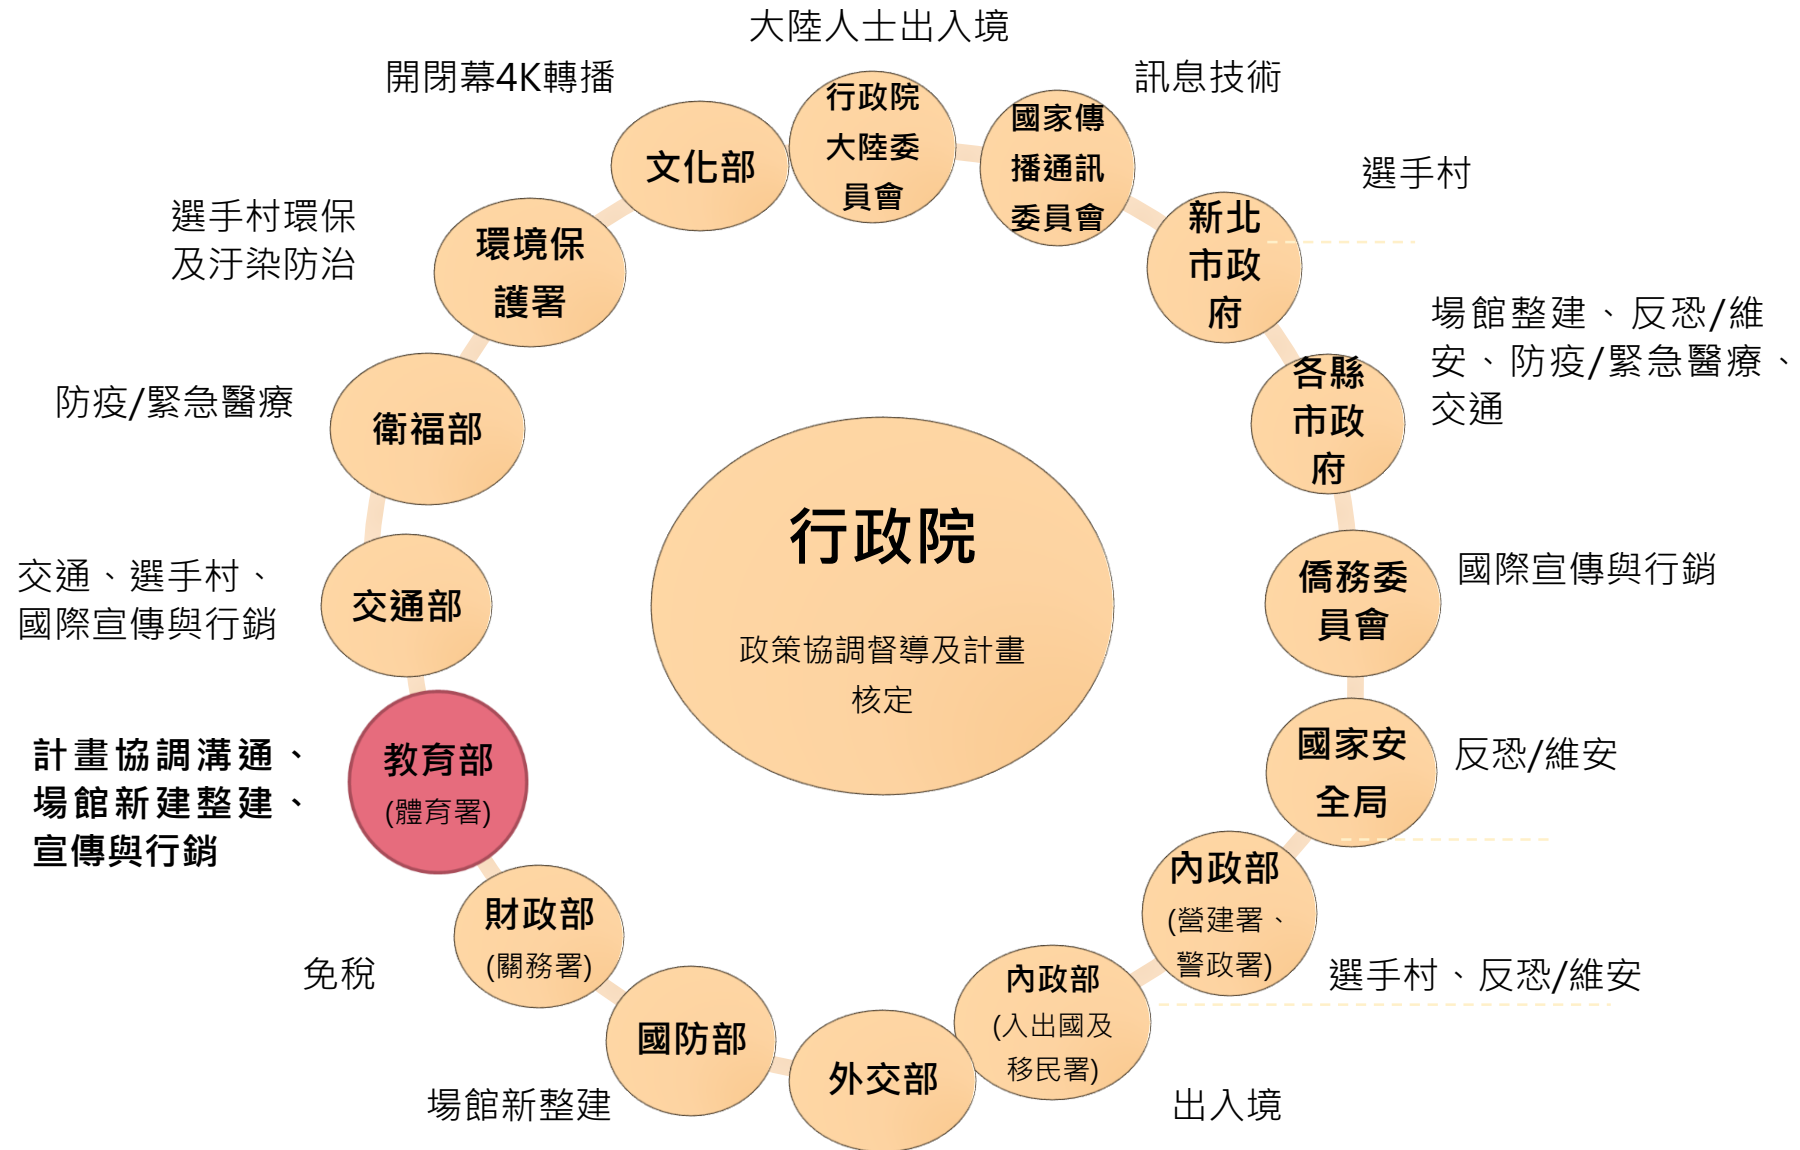 大陸人士出入境
行政院
大陸委
員會
訊息技術
國家傳
播通訊
委員會
選手村
新北
市政
府
場館整建、反恐/維
安、防疫/緊急醫療、
交通
各縣
市政
府
國際宣傳與行銷
僑務委
員會
反恐/維安
國家安
全局
選手村、反恐/維安
內政部
(營建署、
警政署)
出入境
內政部
(入出國及
移民署)
外交部
國防部
場館新整建
財政部
(關務署)
免稅
教育部
(體育署)
計畫協調溝通、
場館新建整建、
宣傳與行銷
交通部
交通、選手村、
國際宣傳與行銷
衛福部
防疫/緊急醫療
環境保
護署
選手村環保
及汙染防治
文化部
開閉幕4K轉播
行政院
政策協調督導及計畫
核定